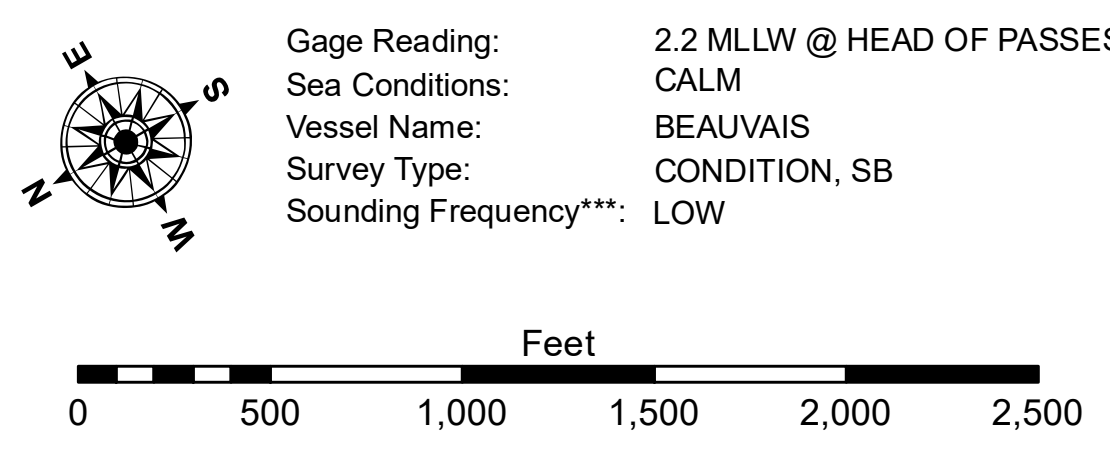 E
S
N
W
Gage Reading: 2.2 MLLW @ HEAD OF PASSES
Sea Conditions: CALM
Vessel Name: BEAUVAIS
Survey Type: CONDITION, SB
Sounding Frequency***: LOW
Feet
0 500 1,000 1,500 2,000 2,500